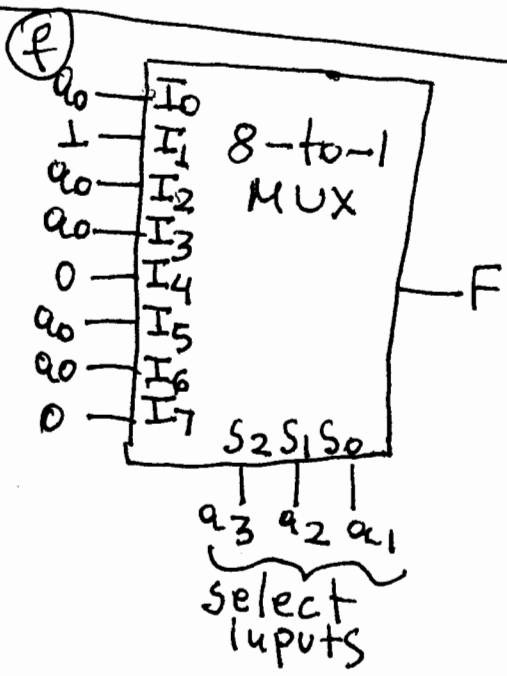 f
a0 I0
1 I1 8-to-1
a0 I2 MUX
a0 I3
0 I4 F
a0 I5
a0 I6
0 I7
S2 S1 S0
a3 a2 a1
select
inputs